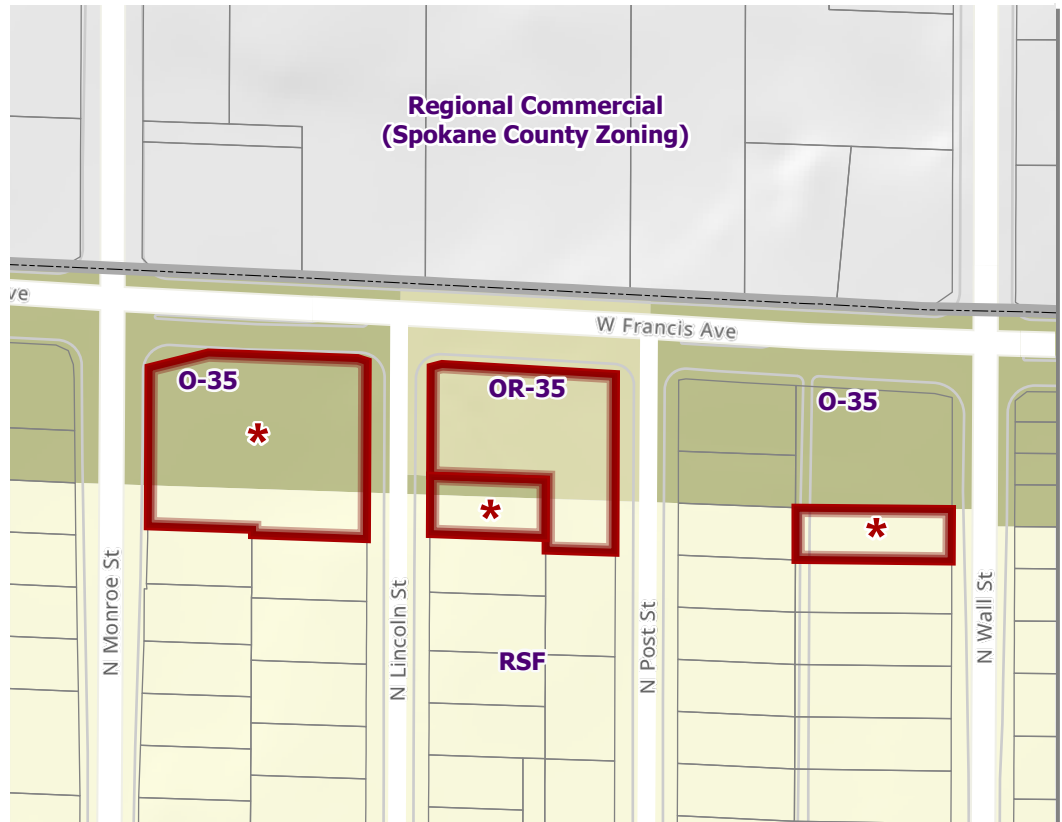 Regional Commercial
(Spokane County Zoning)
ve
W Francis Ave
O-35
*
OR-35
*
O-35
*
N Monroe St
N Lincoln St
RSF
N Post St
N Wall St